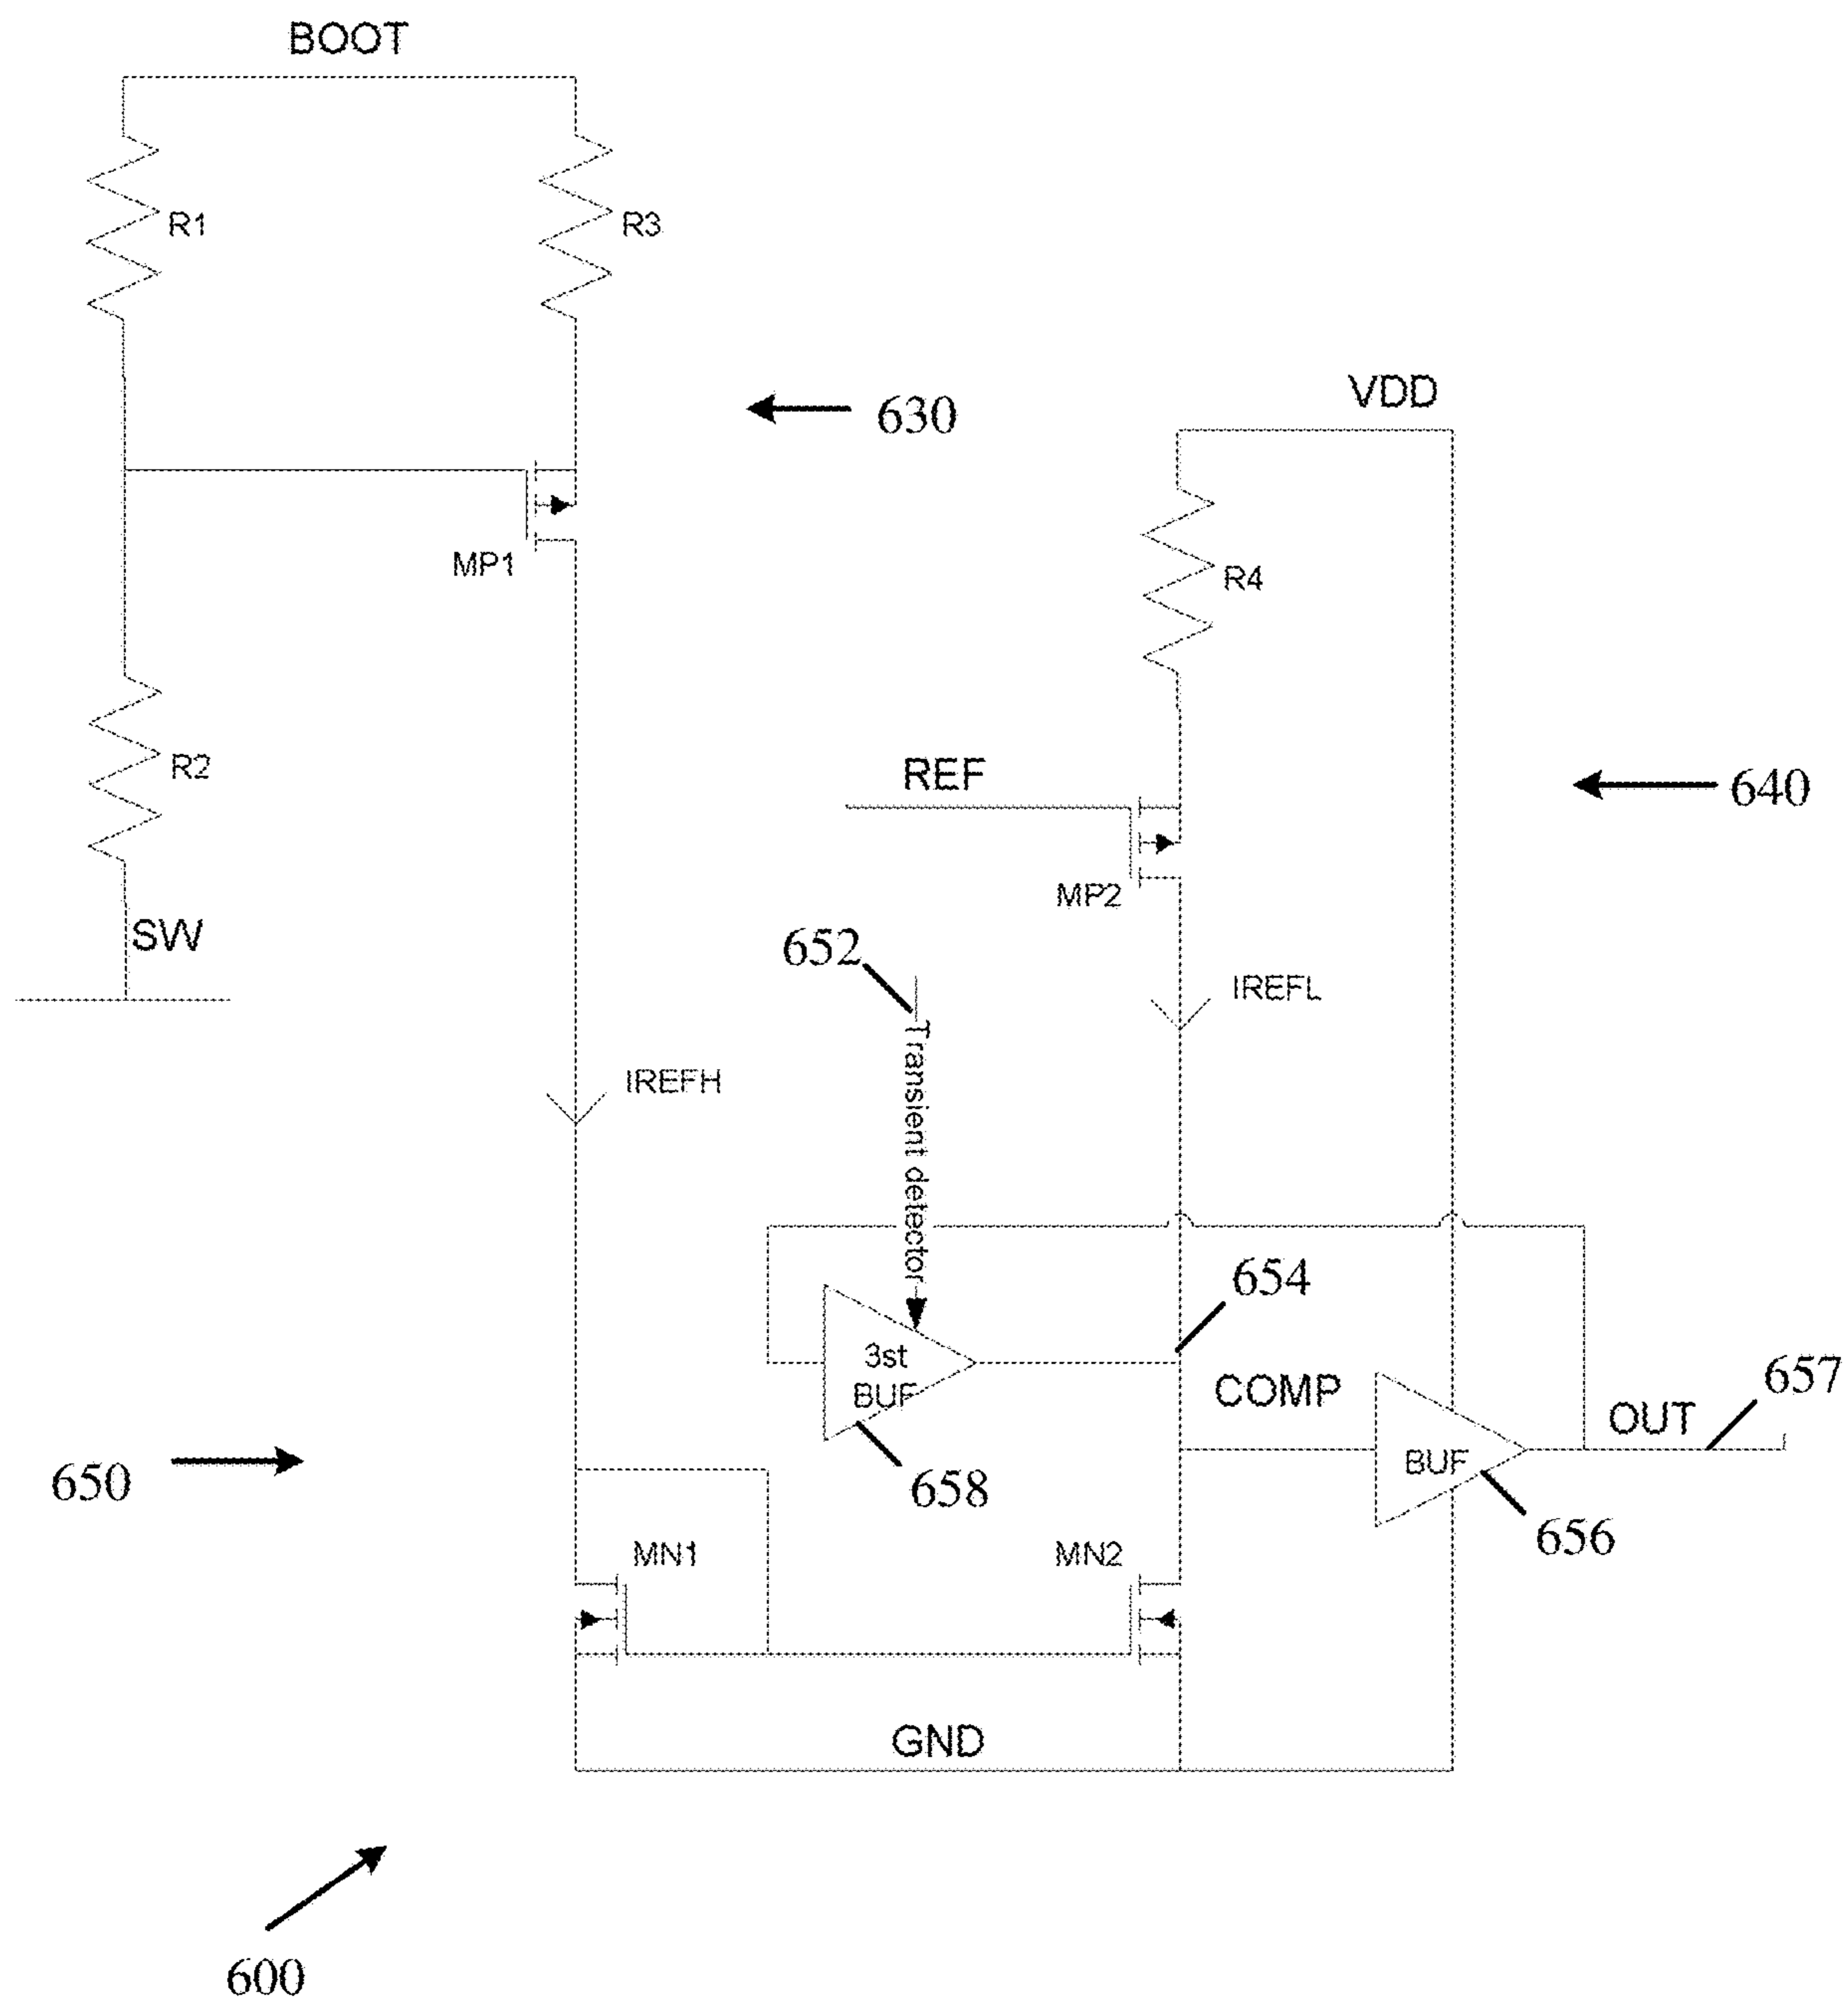 BOOT
R1
R3
630
VDD
MP1
R4
R2
REF
640
MP2
SW
652
IREFL
Transient detector
IREFH
654
3st
BUF
COMP
657
OUT
650
658
BUF
656
MN1
MN2
GND
600